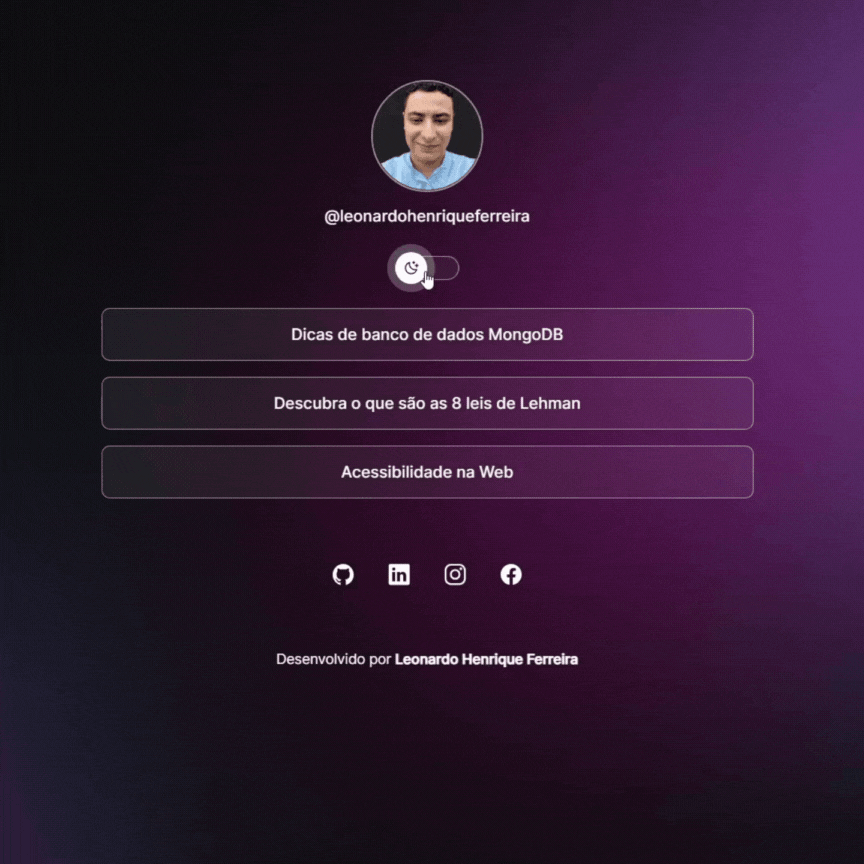 @leonardohenriqueferreira
Dicas de banco de dados MongoDB
Descubra o que são as 8 leis de Lehman
Acessibilidade na Web
Desenvolvido por Leonardo Henrique Ferreira